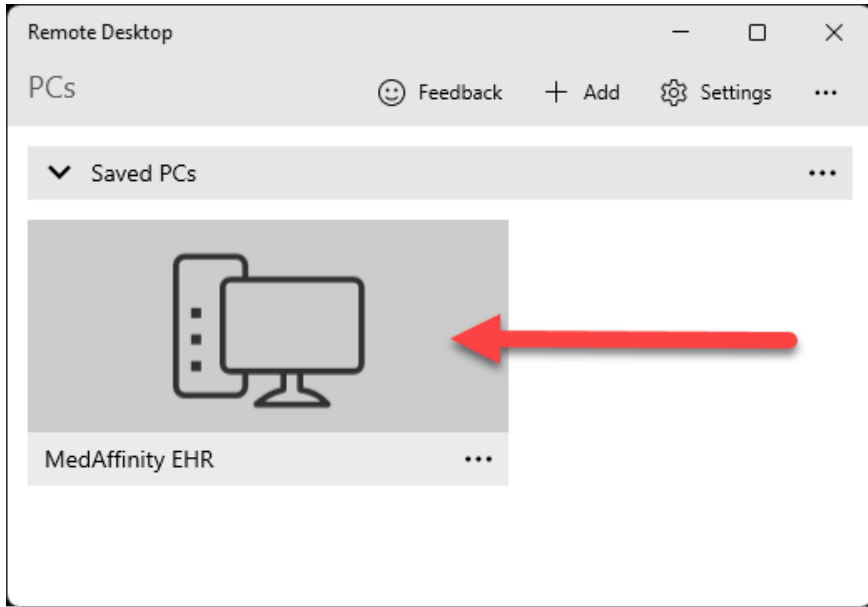 Remote Desktop
PCs
Feedback
Add
Settings
Saved PCs
MedAffinity EHR